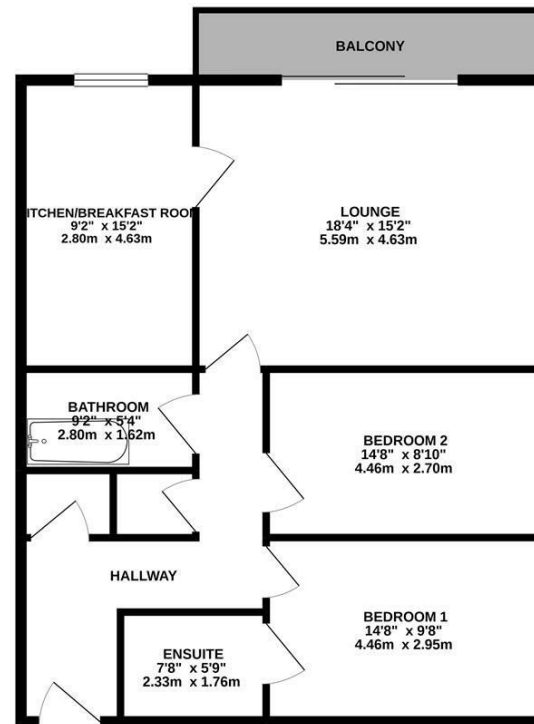 BALCONY
ITCHEN/BREAKFAST ROOM
9'2" x 15'2"
2.80m x 4.63m
LOUNGE
18'4" x 15'2"
5.59m x 4.63m
BATHROOM
9'2" x 5'4"
2.80m x 1.62m
BEDROOM 2
14'8" x 8'10"
4.46m x 2.70m
HALLWAY
BEDROOM 1
14'8" x 9'8"
4.46m x 2.95m
ENSUITE
7'8" x 5'9"
2.33m x 1.76m